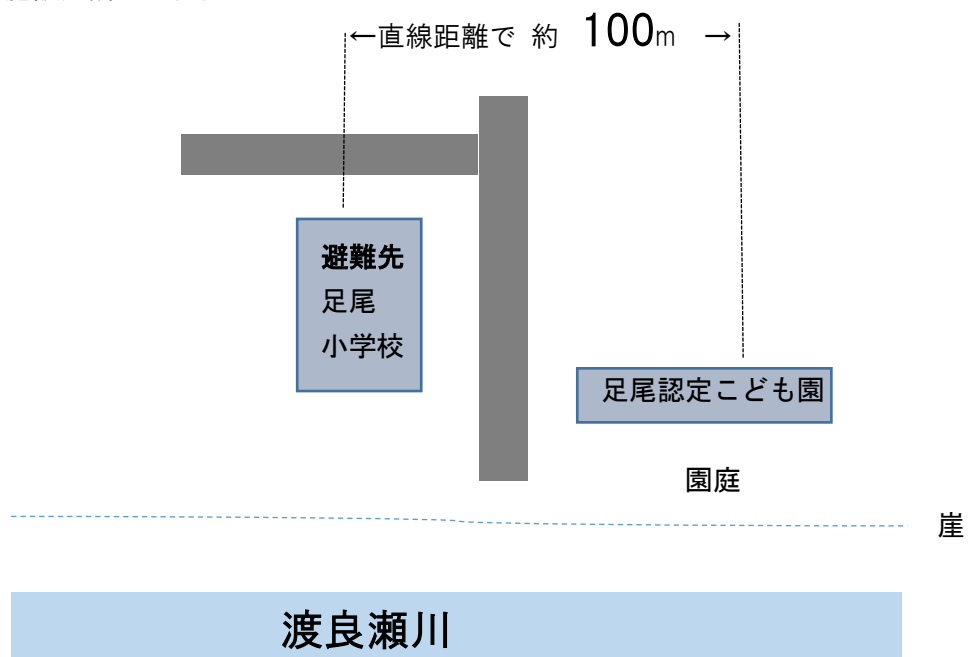 ←直線距離で 約 100m →
避難先
足尾
小学校
足尾認定こども園
園庭
崖
渡良瀬川